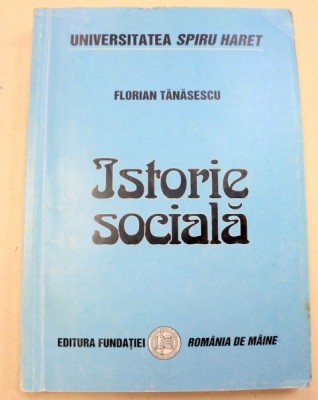 UNIVERSITATEA SPIRU HARET
FLORIAN TĂNĂSESCU
Istorie
socială
EDITURA FUNDAȚIEI ROMÂNIA DE MÂINE